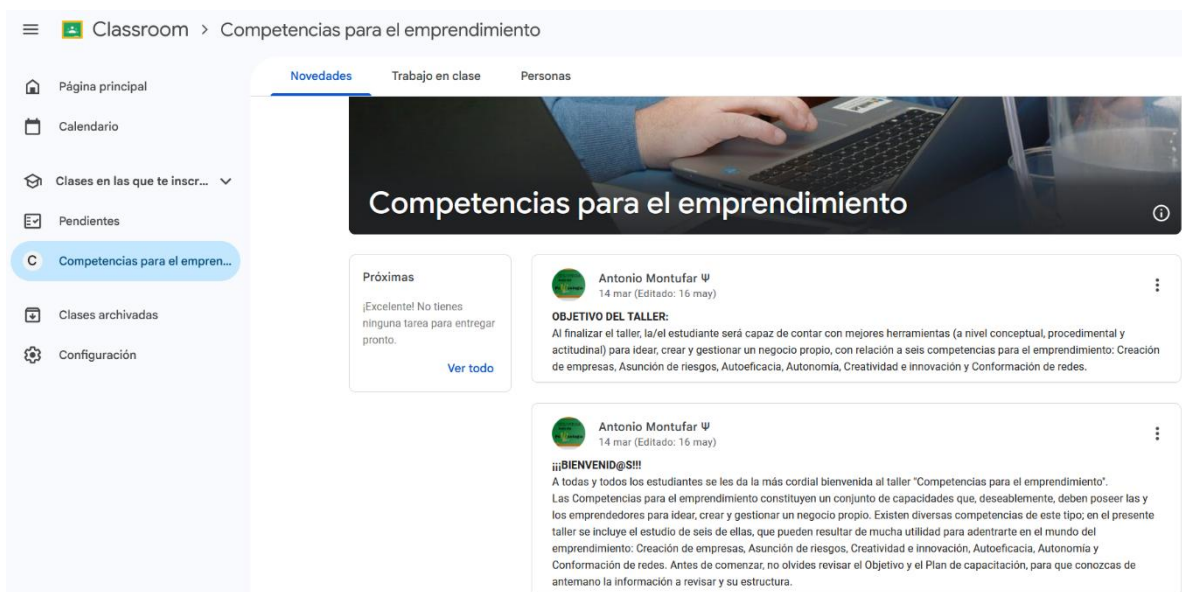 Classroom > Competencias para el emprendimiento
Página principal
Calendario
Clases en las que te inscr...
Pendientes
C Competencias para el empren...
Clases archivadas
Configuración
Novedades Trabajo en clase Personas
Competencias para el emprendimiento
Próximas
¡Excelente! No tienes
ninguna tarea para entregar
pronto.
Ver todo
Antonio Montufar Ψ
14 mar (Editado: 16 may)
OBJETIVO DEL TALLER:
Al finalizar el taller, la/el estudiante será capaz de contar con mejores herramientas (a nivel conceptual, procedimental y
actitudinal) para idear, crear y gestionar un negocio propio, con relación a seis competencias para el emprendimiento: Creación
de empresas, Asunción de riesgos, Autoeficacia, Autonomía, Creatividad e innovación y Conformación de redes.
Antonio Montufar Ψ
14 mar (Editado: 16 may)
¡¡¡BIENVENID@S!!!
A todas y todos los estudiantes se les da la más cordial bienvenida al taller "Competencias para el emprendimiento".
Las Competencias para el emprendimiento constituyen un conjunto de capacidades que, deseablemente, deben poseer las y
los emprendedores para idear, crear y gestionar un negocio propio. Existen diversas competencias de este tipo; en el presente
taller se incluye el estudio de seis de ellas, que pueden resultar de mucha utilidad para adentrarte en el mundo del
emprendimiento: Creación de empresas, Asunción de riesgos, Creatividad e innovación, Autoeficacia, Autonomía y
Conformación de redes. Antes de comenzar, no olvides revisar el Objetivo y el Plan de capacitación, para que conozcas de
antemano la información a revisar y su estructura.